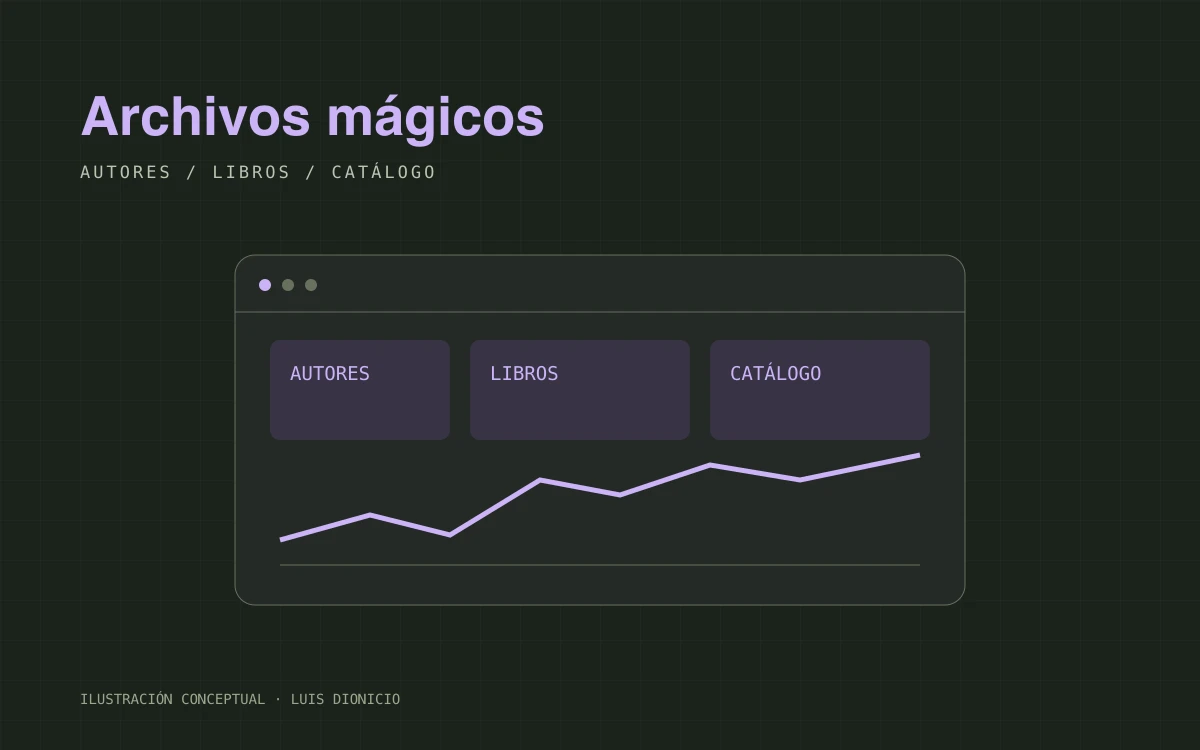 Archivos mágicos
AUTORES / LIBROS / CATÁLOGO
AUTORES
LIBROS
CATÁLOGO
ILUSTRACIÓN CONCEPTUAL · LUIS DIONICIO